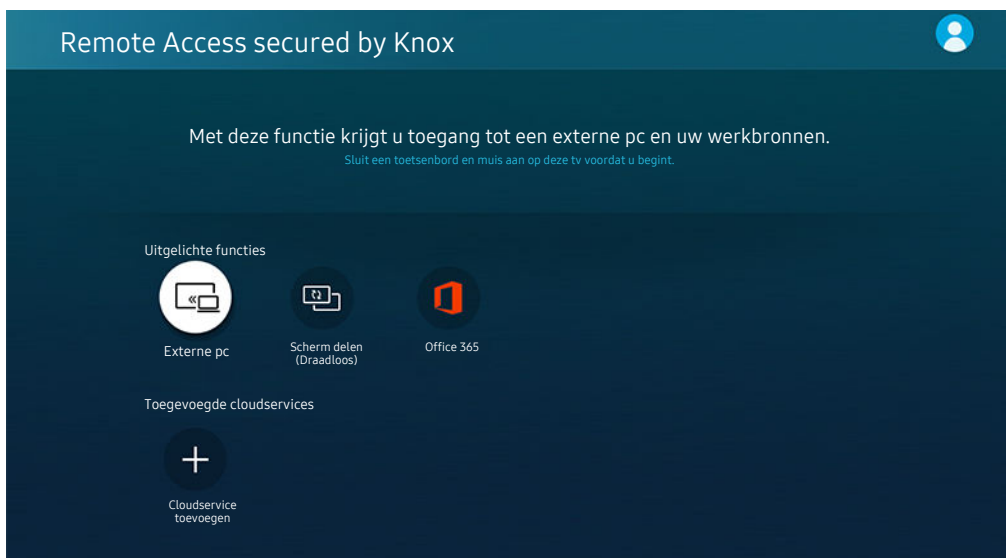 Remote Access secured by Knox
Met deze functie krijgt u toegang tot een externe pc en uw werkbronnen.
Sluit een toetsenbord en muis aan op deze tv voordat u begint.
Uitgelichte functies
Externe pc
Scherm delen
(Draadloos)
Office 365
Toegevoegde cloudservices
Cloudservice
toevoegen